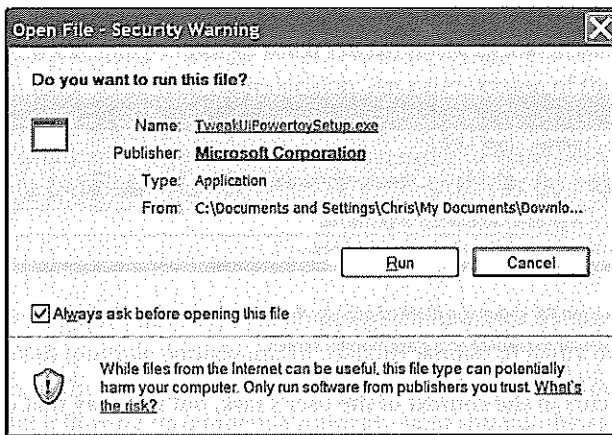 Open File - Security Warning
Do you want to run this file?
Name: TweakUiPowertoySetup.exe
Publisher: Microsoft Corporation
Type: Application
From: C:\Documents and Settings\Chris\My Documents\Downlo...
Run Cancel
Always ask before opening this file
While files from the Internet can be useful, this file type can potentially
harm your computer. Only run software from publishers you trust. What's
the risk?